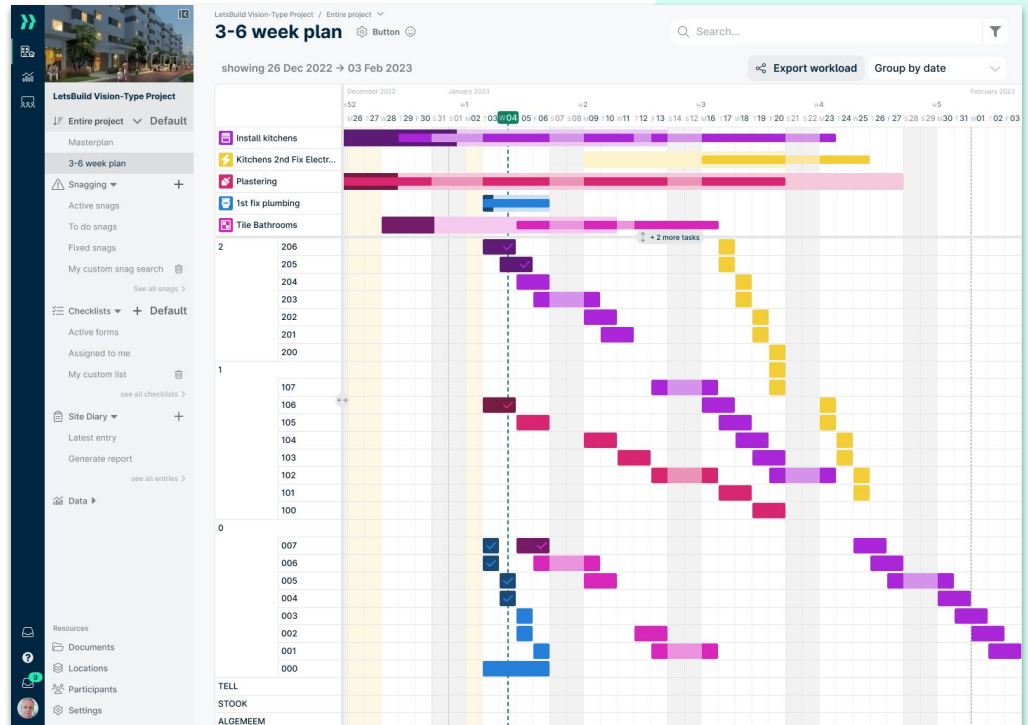 LetsBuild Vision-Type Project / Entire project
3-6 week plan Button
Search...
showing 26 Dec 2022 → 03 Feb 2023
Export workload
Group by date
LetsBuild Vision-Type Project
Entire project Default
Masterplan
3-6 week plan
Snagging +
Active snags
To do snags
Fixed snags
My custom snag search
See all snags >
Checklists + Default
Active forms
Assigned to me
My custom list
see all checklists >
Site Diary +
Latest entry
Generate report
see all entries >
Data
Resources
Documents
Locations
Participants
Settings
9
December 2022 January 2023 February 2023
w52 w1 w2 w3 w4 w5
M26 T27 W28 T29 F30 S31 S01 M02 T03 W04 T05 F06 S07 S08 M09 T10 W11 T12 F13 S14 S15 M16 T17 W18 T19 F20 S21 S22 M23 T24 W25 T26 F27 S28 S29 M30 T31 W01 T02 F03
Install kitchens
Kitchens 2nd Fix Electr...
Plastering
1st fix plumbing
Tile Bathrooms
+ 2 more tasks
2 206
205
204
203
202
201
200
1
107
106
105
104
103
102
101
100
0
007
006
005
004
003
002
001
000
TELL
STOOK
ALGEMEEM